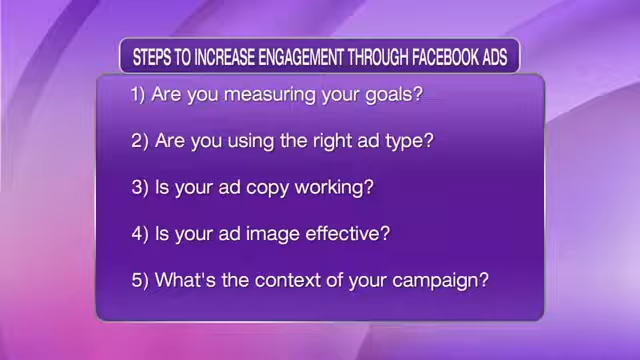 STEPS TO INCREASE ENGAGEMENT THROUGH FACEBOOK ADS
1) Are you measuring your goals?
2) Are you using the right ad type?
3) Is your ad copy working?
4) Is your ad image effective?
5) What's the context of your campaign?